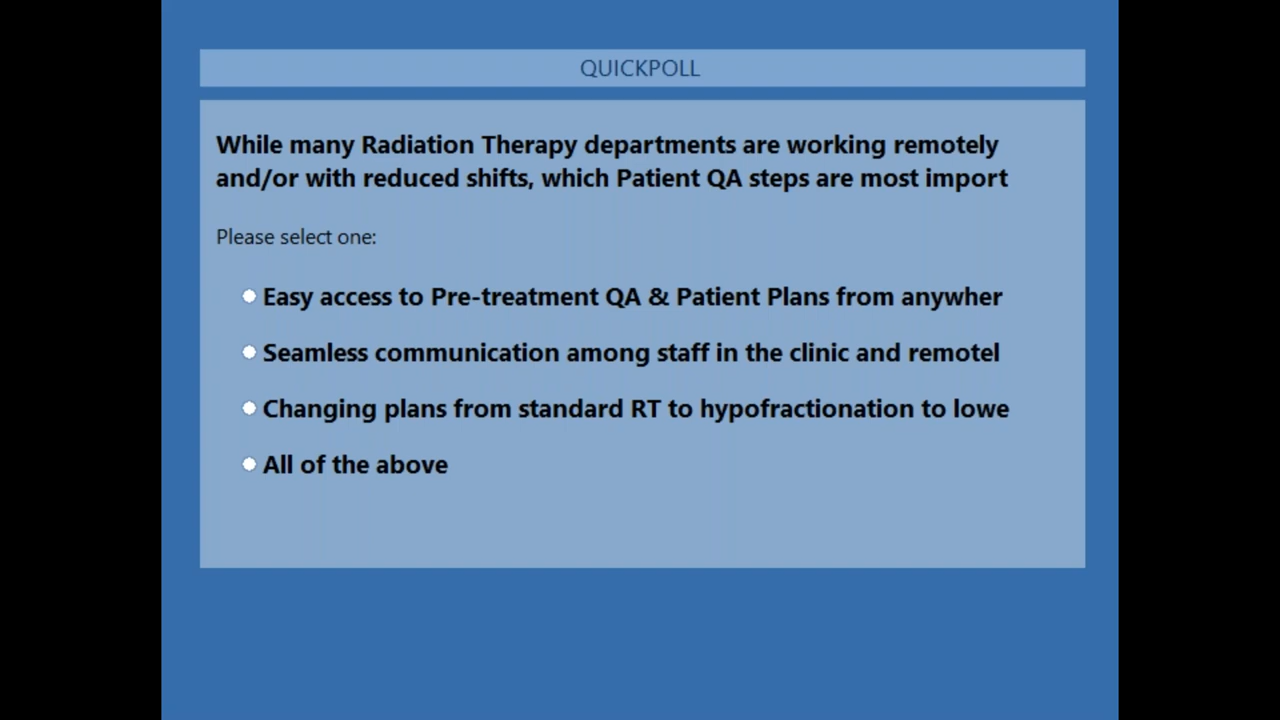 QUICKPOLL
While many Radiation Therapy departments are working remotely
and/or with reduced shifts, which Patient QA steps are most import
Please select one:
Easy access to Pre-treatment QA & Patient Plans from anywher
Seamless communication among staff in the clinic and remotel
Changing plans from standard RT to hypofractionation to lowe
All of the above